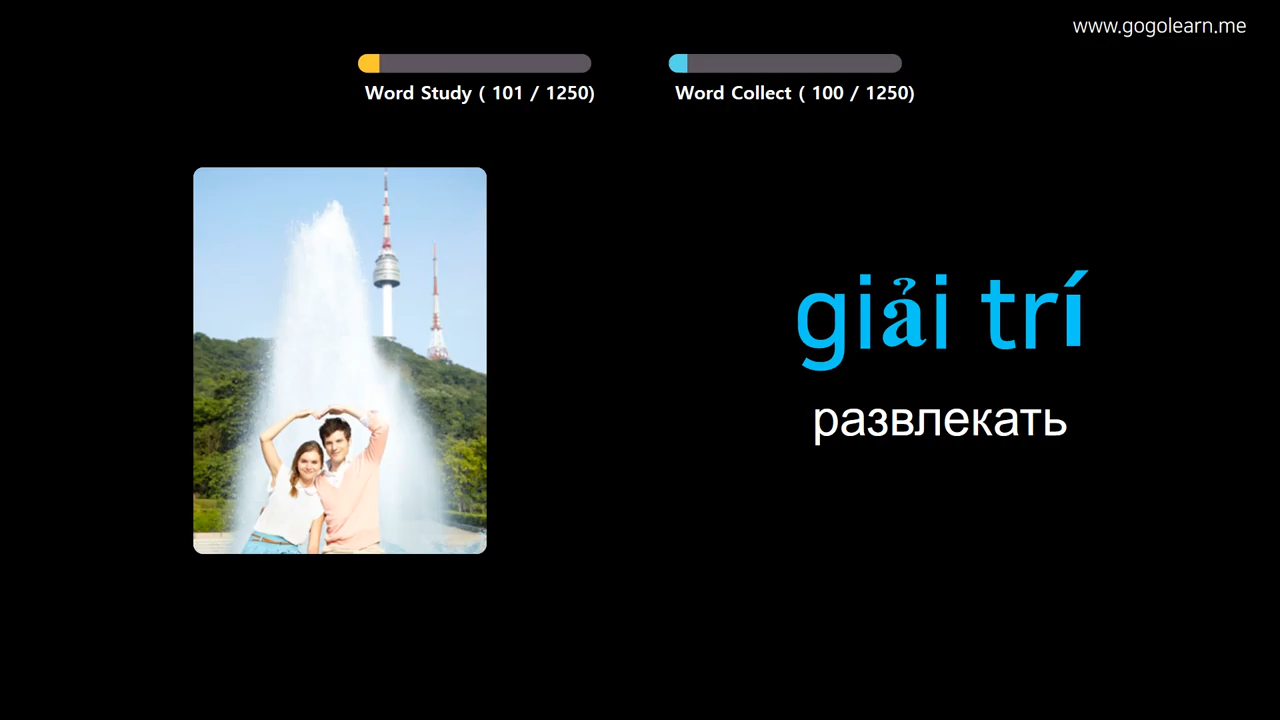 www.gogolearn.me
Word Study ( 101 / 1250)
Word Collect ( 100 / 1250)
giải trí
развлекать